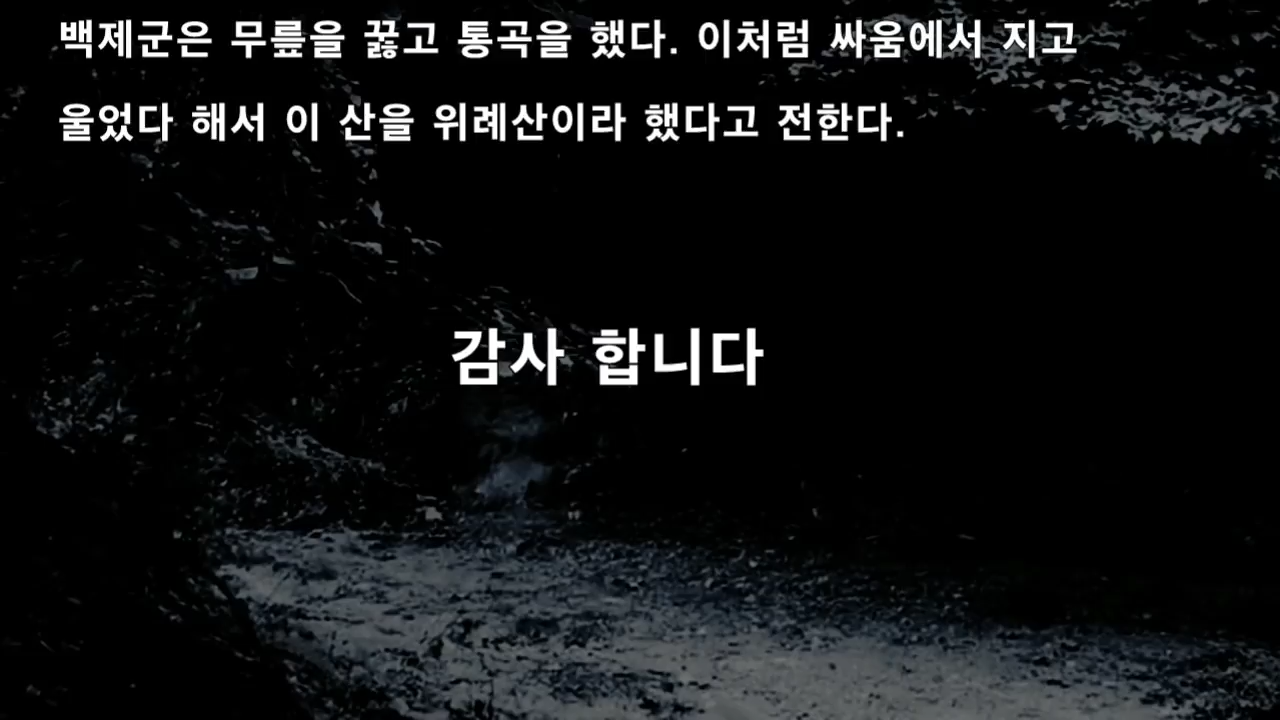 백제군은 무릎을 꿇고 통곡을 했다. 이처럼 싸움에서 지고
울었다 해서 이 산을 위례산이라 했다고 전한다.
감사 합니다